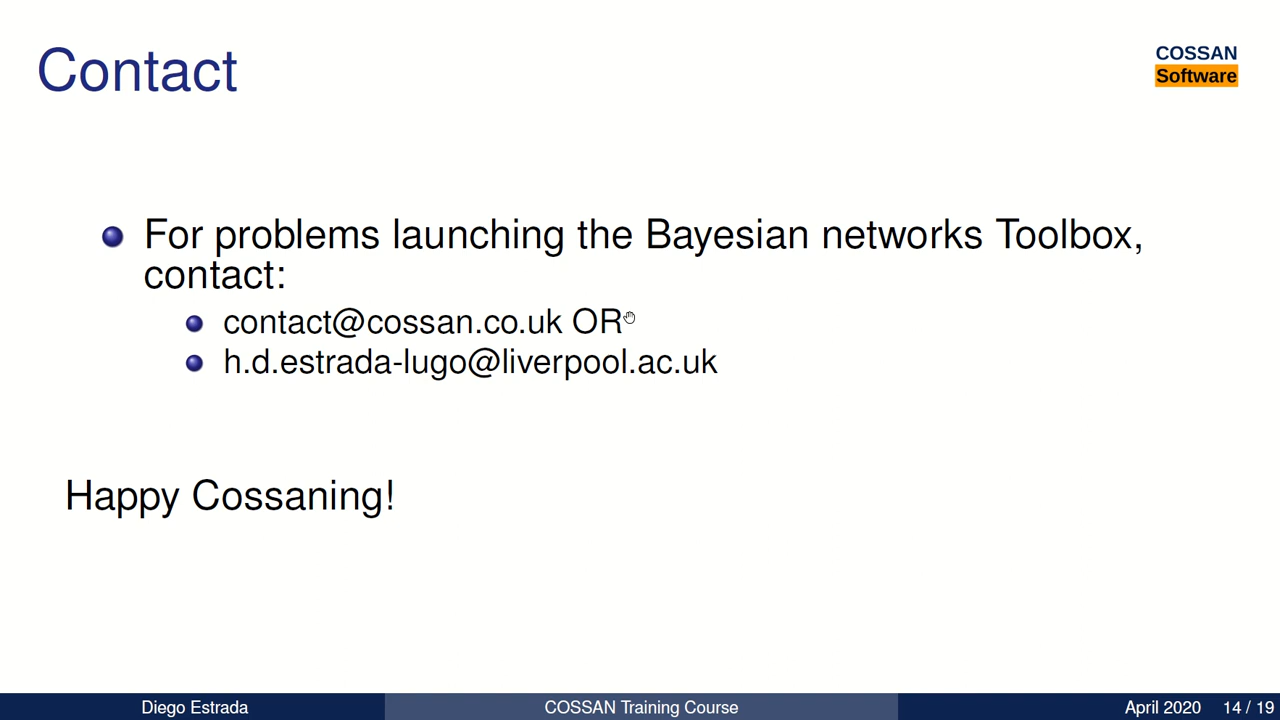 Contact
COSSAN
Software
For problems launching the Bayesian networks Toolbox,
contact:
contact@cossan.co.uk OR
h.d.estrada-lugo@liverpool.ac.uk
Happy Cossaning!
Diego Estrada
COSSAN Training Course
April 2020
14 / 19